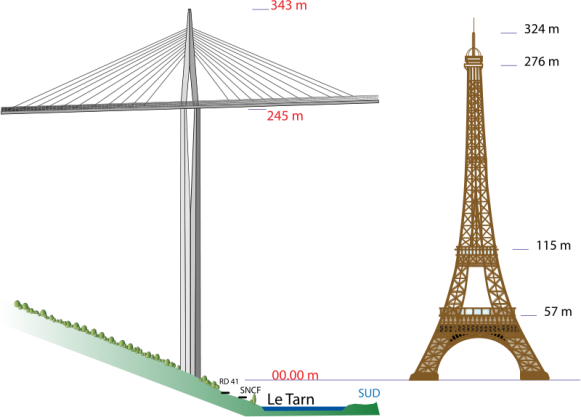 343 m
324 m
276 m
245 m
115 m
57 m
00.00 m
RD 41
SNCF
Le Tarn
SUD